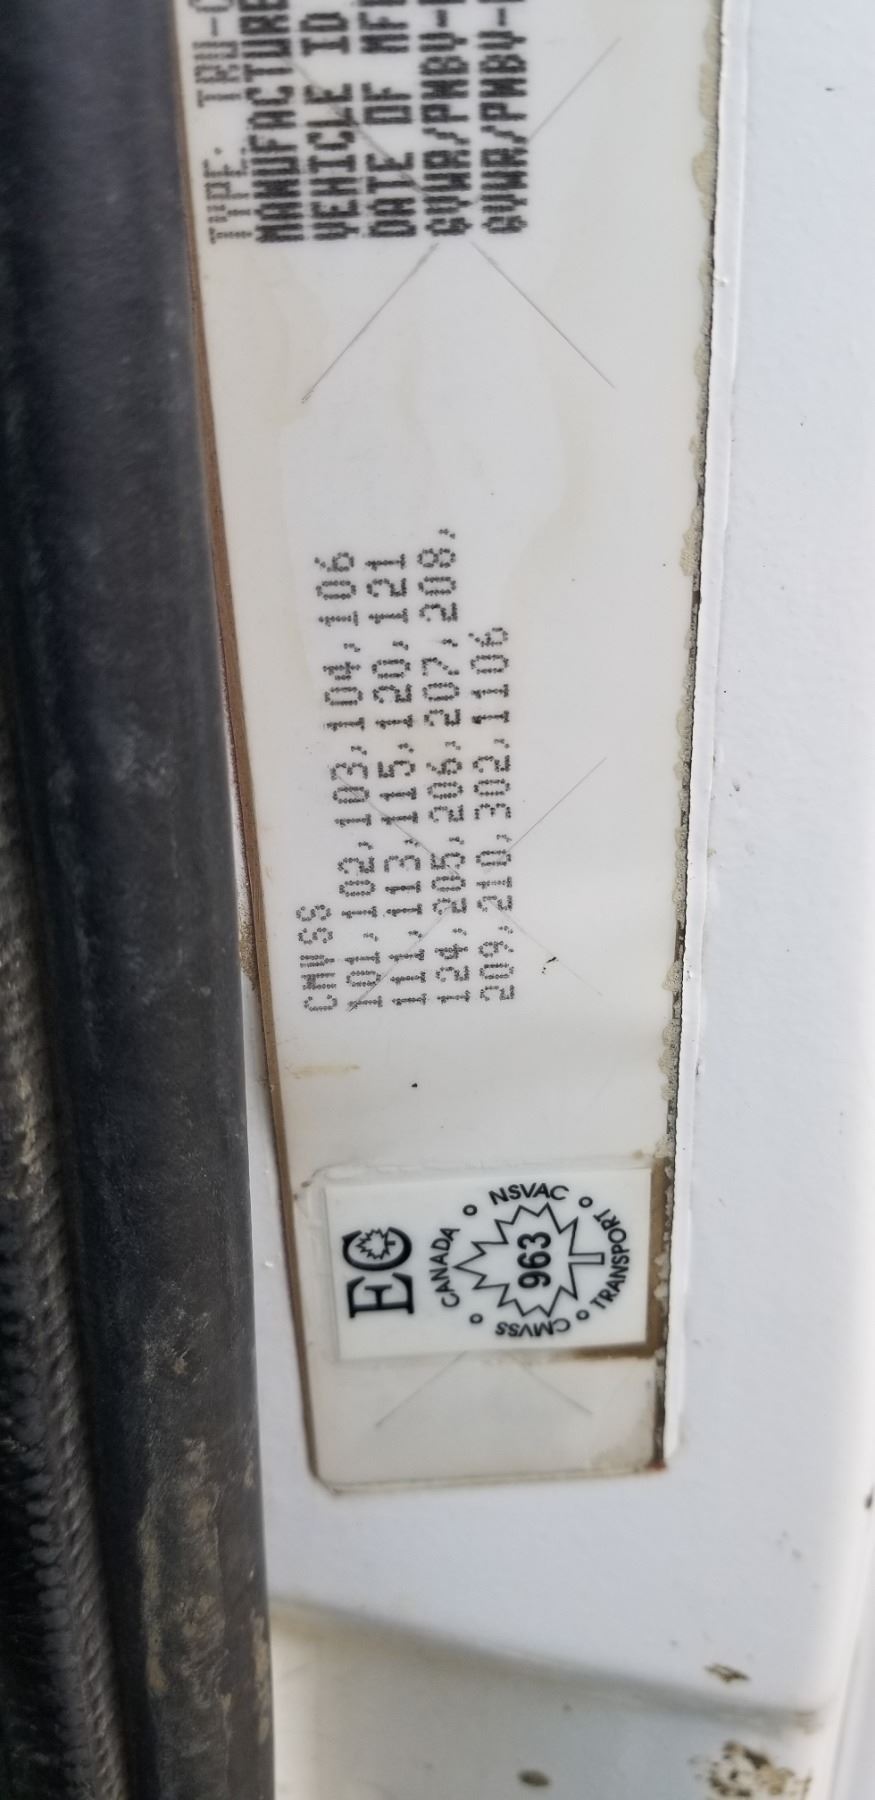 EC
CANADA
NSVAC
TRANSPORT
CMVSS
963
CMVSS
101,102,103,104,106
111,113,115,120,121
124,205,206,207,208,
209,210,302,1106
TYPE: TRU-C
MANUFACTURE
VEHICLE ID
DATE OF MF
GVWR/PNBV-
GVWR/PNBV-